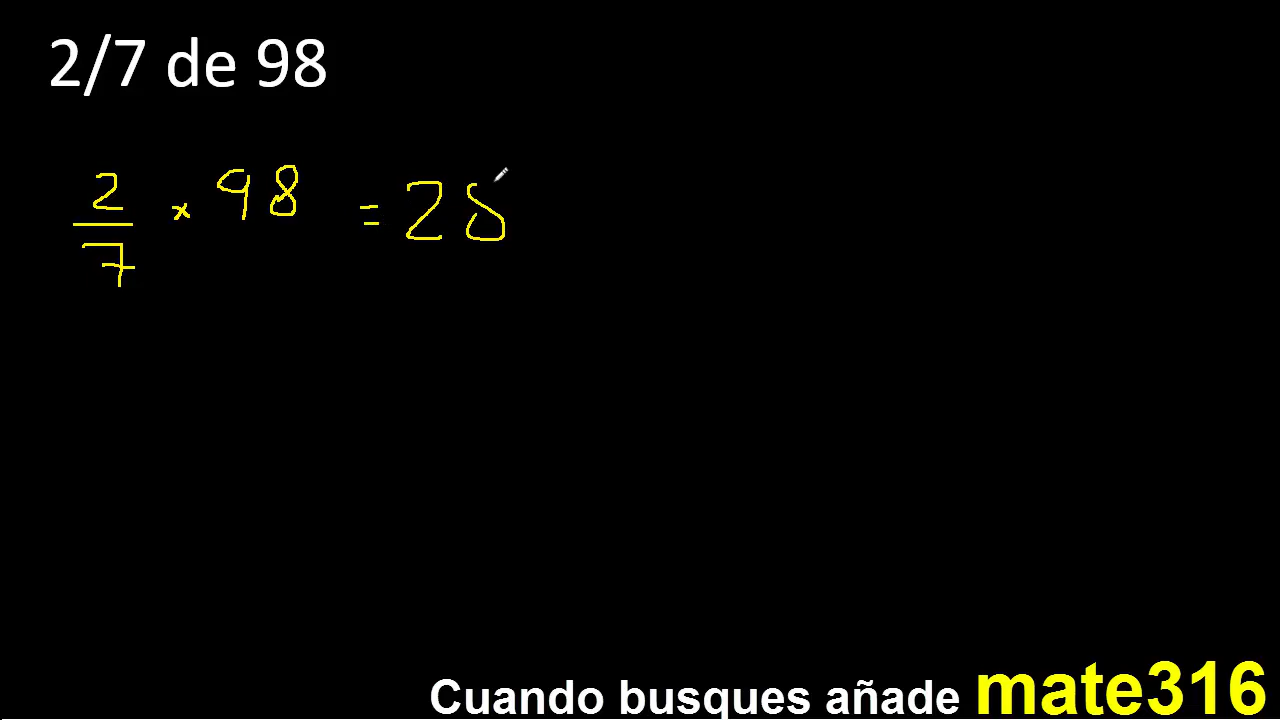 2/7 de 98
2/7 × 98 = 28
Cuando busques añade mate316